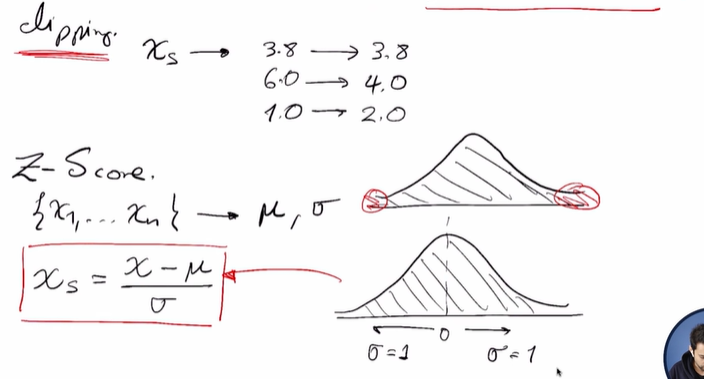 clipping.
xₛ → 3.8 → 3.8
6.0 → 4.0
1.0 → 2.0
Z-Score.
{x₁, ... xₙ} → μ, σ
xₛ = (x - μ) / σ
0
σ=1 σ=1